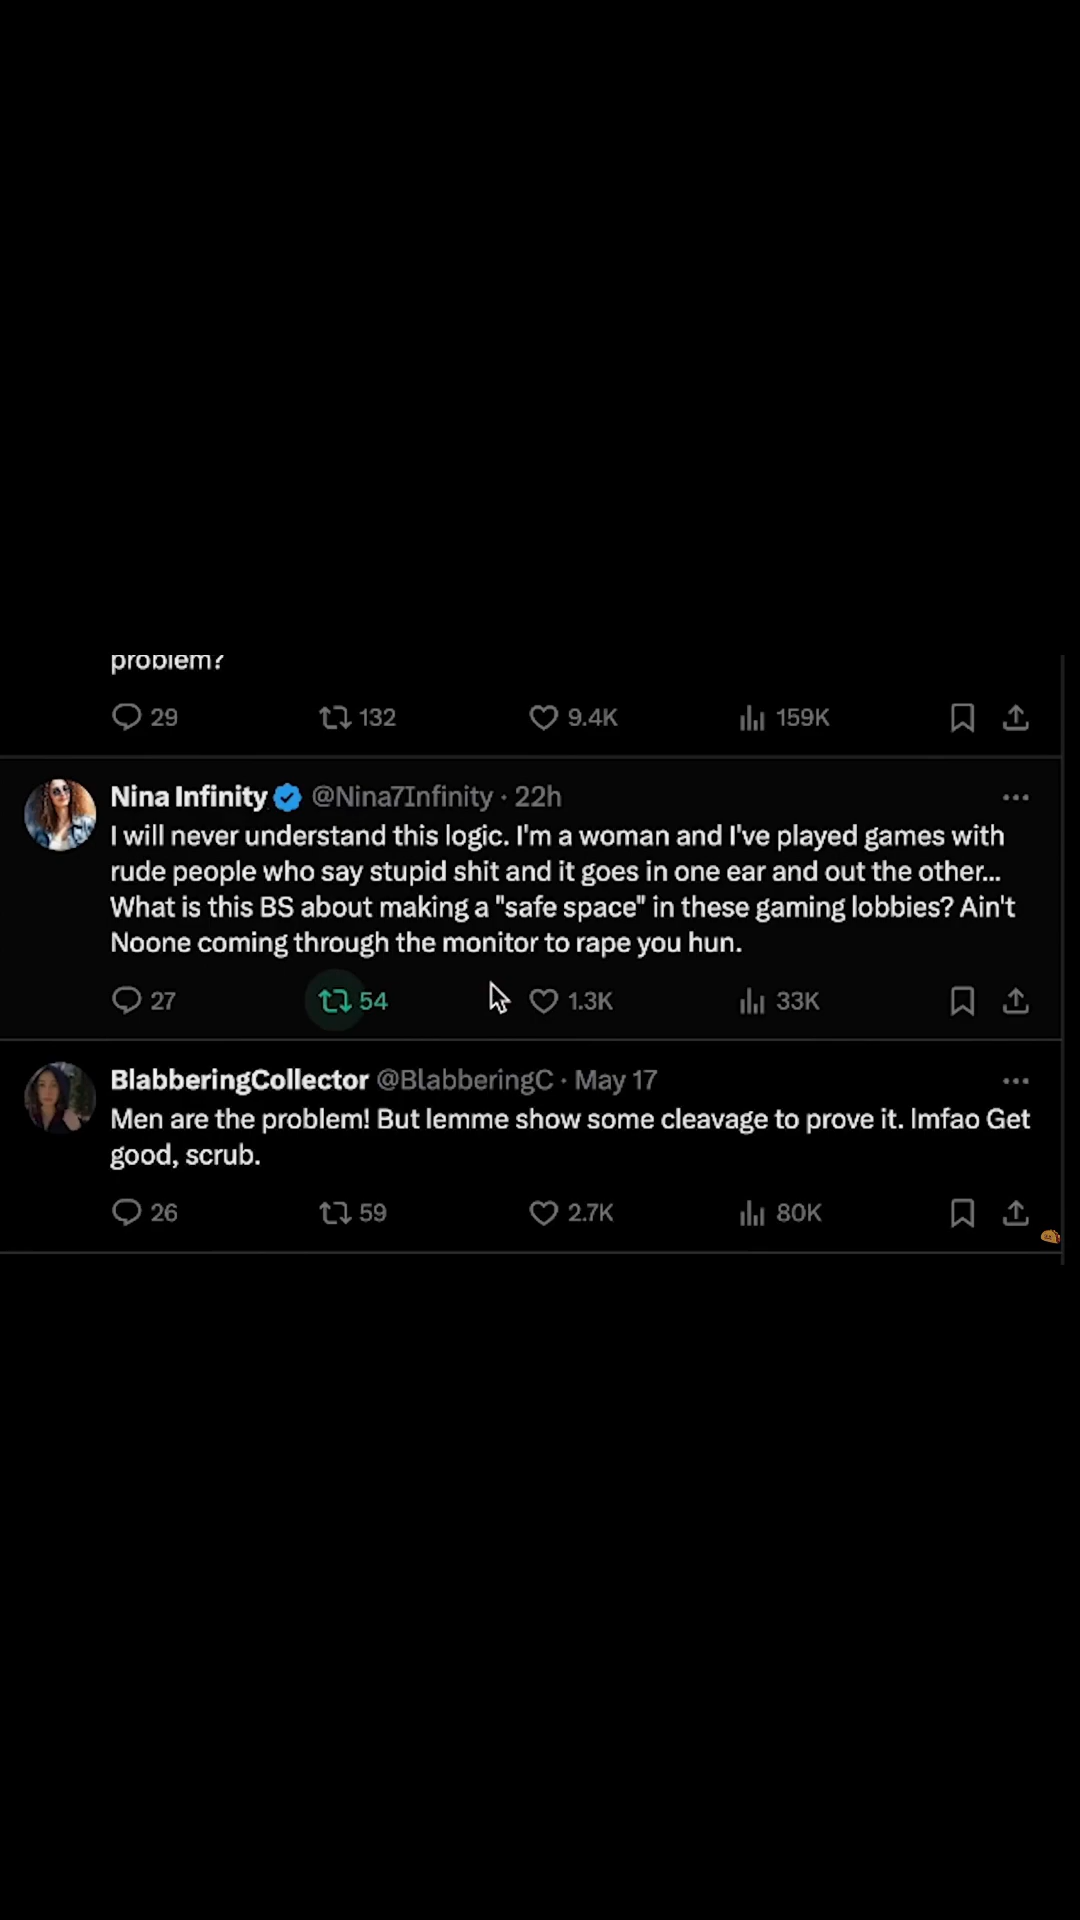 problem?
29 132 9.4K 159K
Nina Infinity @Nina7Infinity · 22h
I will never understand this logic. I'm a woman and I've played games with
rude people who say stupid shit and it goes in one ear and out the other...
What is this BS about making a "safe space" in these gaming lobbies? Ain't
Noone coming through the monitor to rape you hun.
27 54 1.3K 33K
BlabberingCollector @BlabberingC · May 17
Men are the problem! But lemme show some cleavage to prove it. lmfao Get
good, scrub.
26 59 2.7K 80K